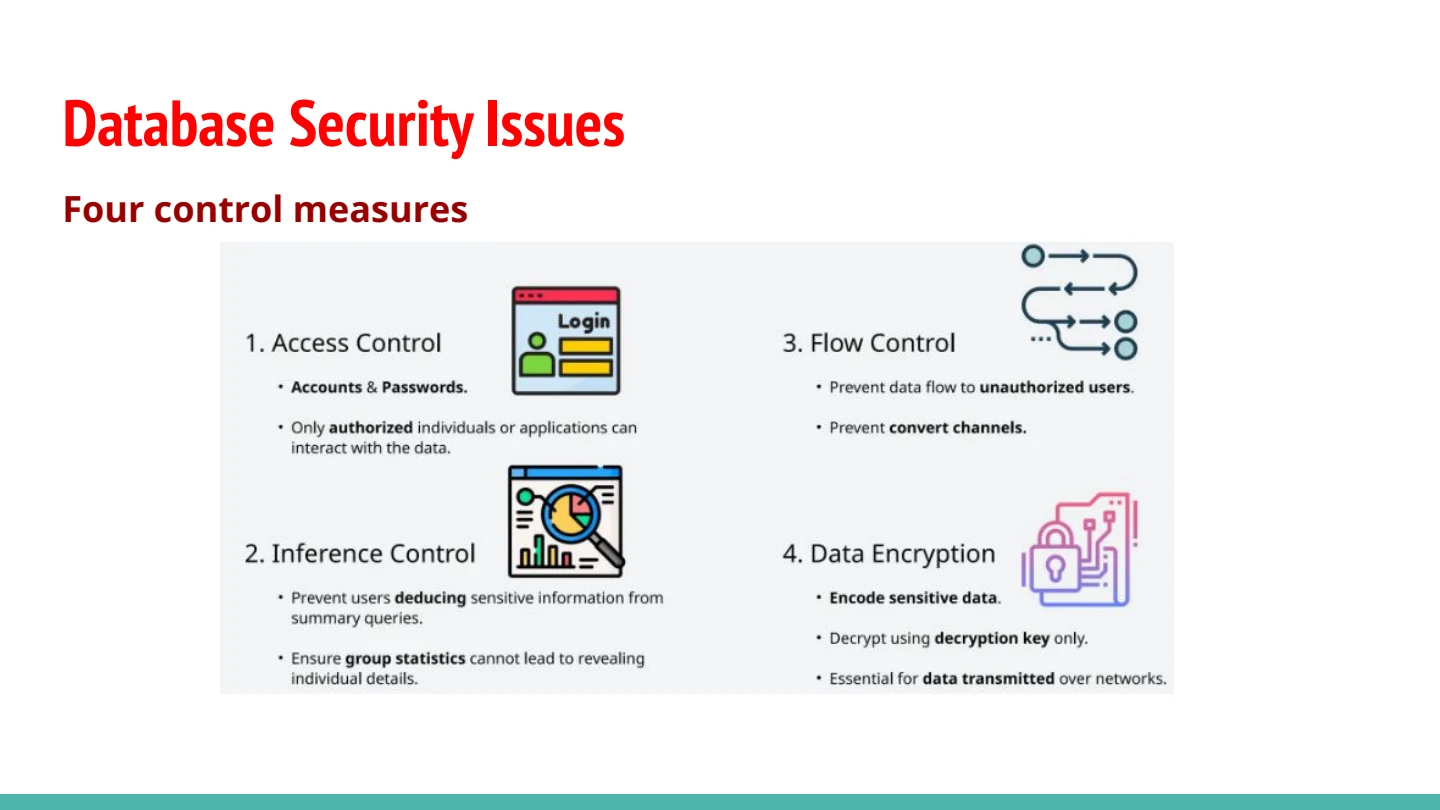 Database Security Issues
Four control measures
Login
1. Access Control
• Accounts & Passwords.
• Only authorized individuals or applications can
interact with the data.
2. Inference Control
• Prevent users deducing sensitive information from
summary queries.
• Ensure group statistics cannot lead to revealing
individual details.
3. Flow Control
• Prevent data flow to unauthorized users.
• Prevent convert channels.
4. Data Encryption
• Encode sensitive data.
• Decrypt using decryption key only.
• Essential for data transmitted over networks.